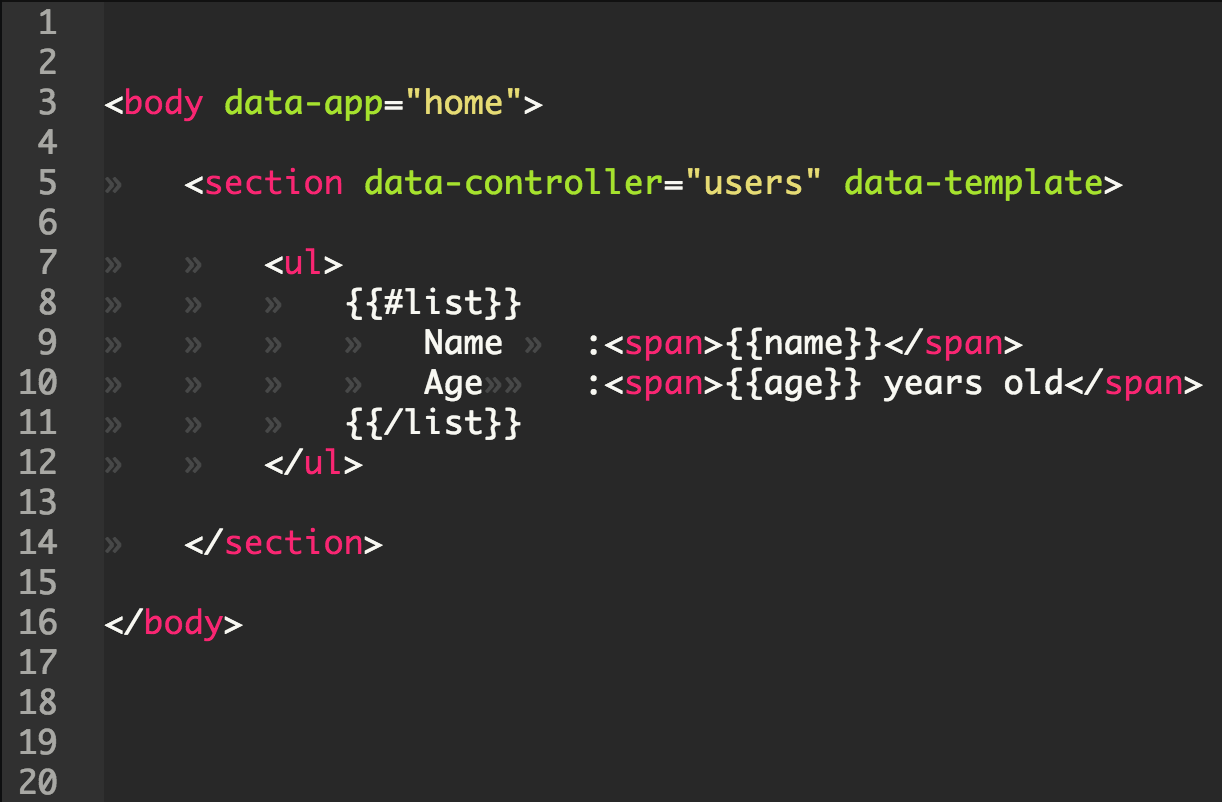 1
2
3 <body data-app="home">
4
5 » <section data-controller="users" data-template>
6
7 » » <ul>
8 » » » {{#list}}
9 » » » » Name » :<span>{{name}}</span>
10 » » » » Age»» :<span>{{age}} years old</span>
11 » » » {{/list}}
12 » » </ul>
13
14 » </section>
15
16 </body>
17
18
19
20